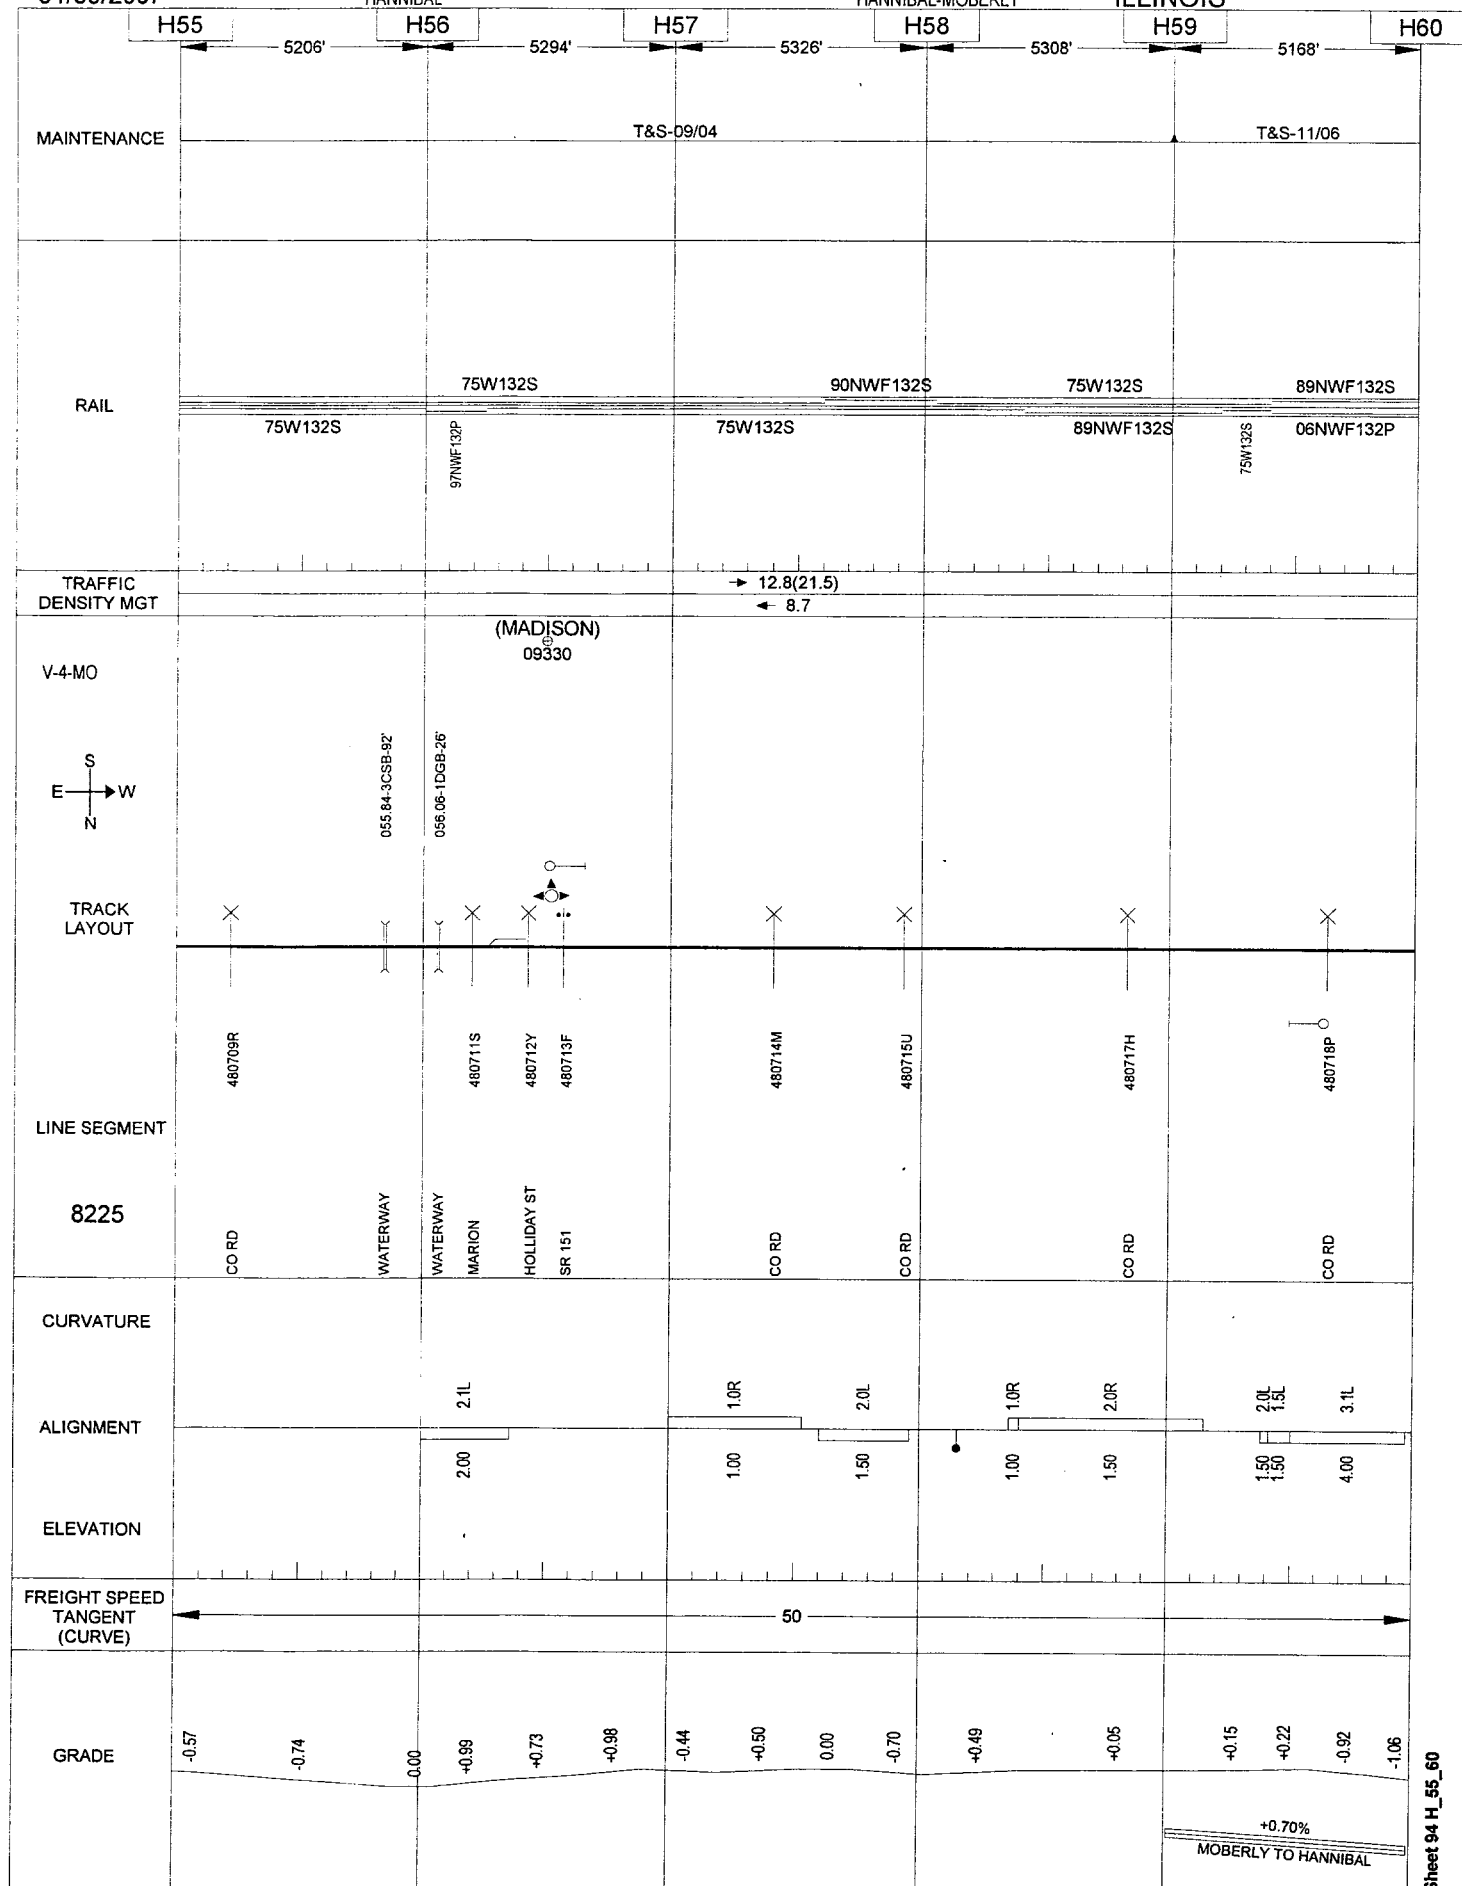 HANNIBAL HANNIBAL-MOBERLY ILLINOIS
H55 H56 H57 H58 H59 H60
5206' 5294' 5326' 5308' 5168'
MAINTENANCE T&S-09/04 T&S-11/06
75W132S 90NWF132S 75W132S 89NWF132S
RAIL
75W132S 97NWF132P 75W132S 89NWF132S 75W132S 06NWF132P
TRAFFIC
DENSITY MGT
12.8(21.5)
8.7
(MADISON)
09330
V-4-MO
S
E W
N
055.84-3CSB-92' 056.06-1DGB-26'
TRACK
LAYOUT
480709R 480711S 480712Y 480713F 480714M 480715U 480717H 480718P
LINE SEGMENT
8225
CO RD WATERWAY WATERWAY MARION HOLLIDAY ST SR 151 CO RD CO RD CO RD CO RD
CURVATURE
2.1L 1.0R 2.0L 1.0R 2.0R 2.0L 1.5L 3.1L
ALIGNMENT
2.00 1.00 1.50 1.00 1.50 1.50 1.50 4.00
ELEVATION
FREIGHT SPEED
TANGENT
(CURVE)
50
GRADE
-0.57 -0.74 0.00 +0.99 +0.73 +0.98 -0.44 +0.50 0.00 -0.70 +0.49 +0.05 +0.15 +0.22 -0.92 -1.06
+0.70%
MOBERLY TO HANNIBAL
Sheet 94 H_55_60